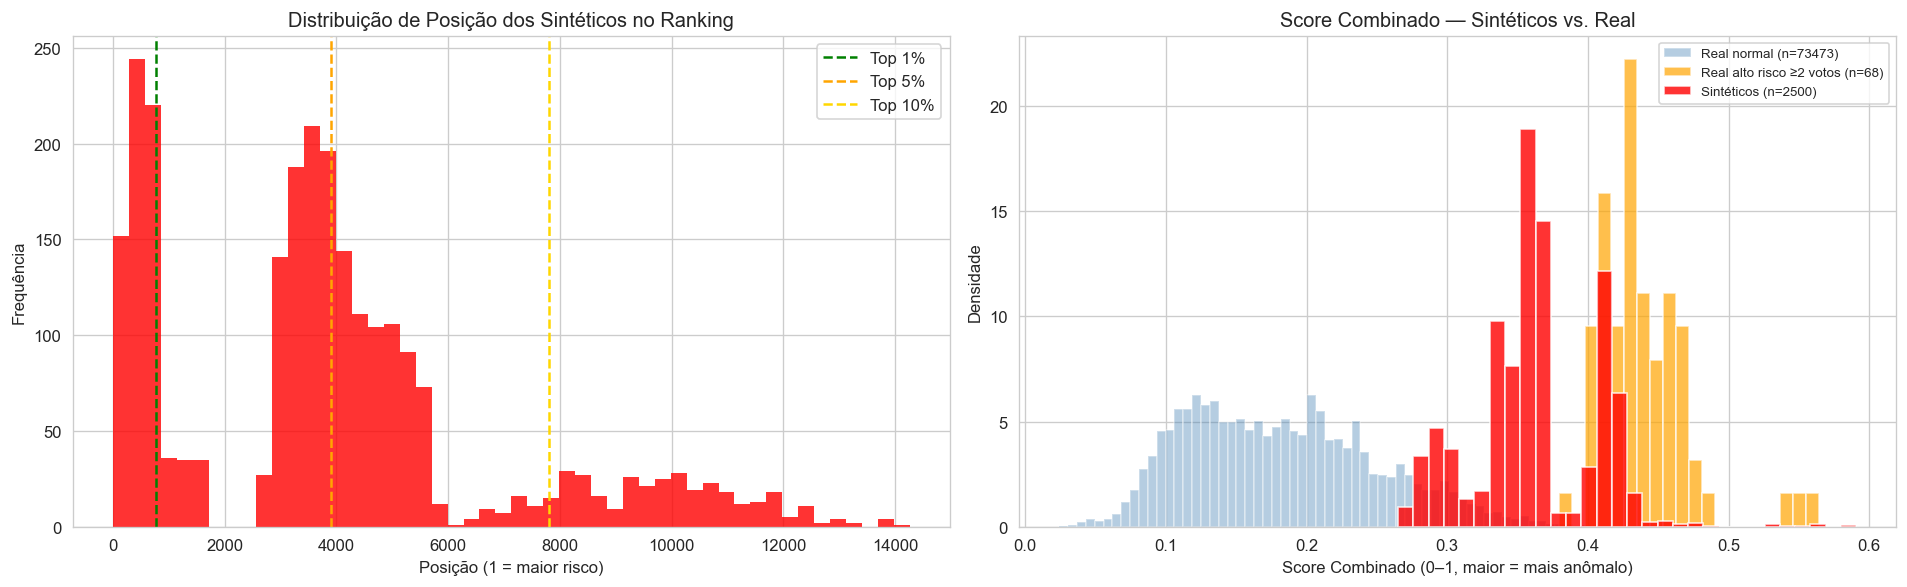 Distribuição de Posição dos Sintéticos no Ranking
250
200
150
100
50
0
Frequência
0
2000
4000
6000
8000
10000
12000
14000
Posição (1 = maior risco)
Top 1%
Top 5%
Top 10%
Score Combinado — Sintéticos vs. Real
20
15
10
5
0
Densidade
0.0
0.1
0.2
0.3
0.4
0.5
0.6
Score Combinado (0–1, maior = mais anômalo)
Real normal (n=73473)
Real alto risco ≥2 votos (n=68)
Sintéticos (n=2500)